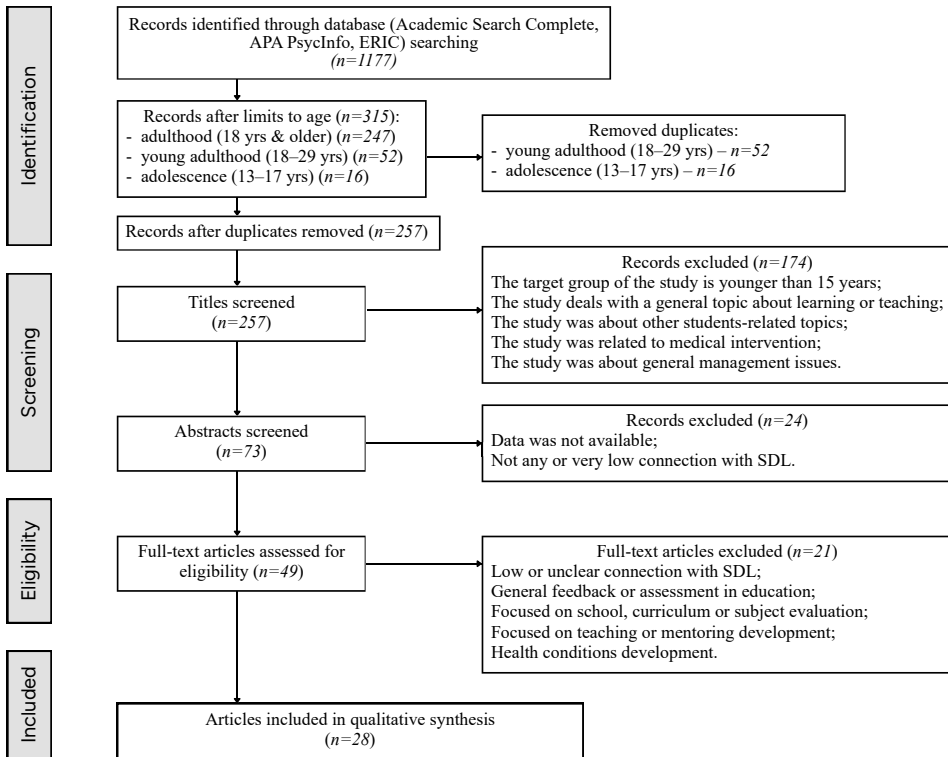 Identification
Records identified through database (Academic Search Complete,
APA PsycInfo, ERIC) searching
(n=1177)
Records after limits to age (n=315):
- adulthood (18 yrs & older) (n=247)
- young adulthood (18–29 yrs) (n=52)
- adolescence (13–17 yrs) (n=16)
Removed duplicates:
- young adulthood (18–29 yrs) – n=52
- adolescence (13–17 yrs) – n=16
Records after duplicates removed (n=257)
Screening
Titles screened
(n=257)
Records excluded (n=174)
The target group of the study is younger than 15 years;
The study deals with a general topic about learning or teaching;
The study was about other students-related topics;
The study was related to medical intervention;
The study was about general management issues.
Abstracts screened
(n=73)
Records excluded (n=24)
Data was not available;
Not any or very low connection with SDL.
Eligibility
Full-text articles assessed for
eligibility (n=49)
Full-text articles excluded (n=21)
Low or unclear connection with SDL;
General feedback or assessment in education;
Focused on school, curriculum or subject evaluation;
Focused on teaching or mentoring development;
Health conditions development.
Included
Articles included in qualitative synthesis
(n=28)